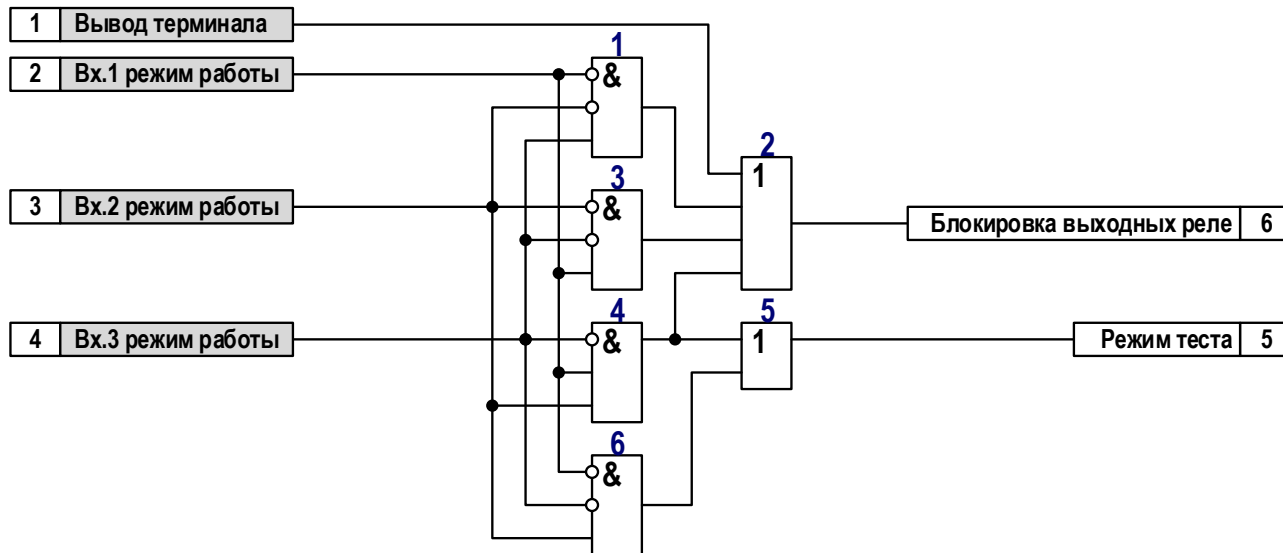 1 Вывод терминала
1
2 Вх.1 режим работы
&
2
1
3
3 Вх.2 режим работы
&
Блокировка выходных реле 6
4
5
4 Вх.3 режим работы
&
1
Режим теста 5
6
&